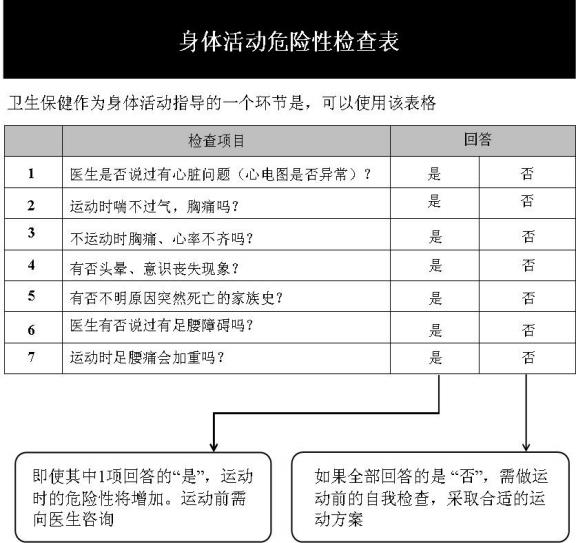 身体活动危险性检查表
卫生保健作为身体活动指导的一个环节是，可以使用该表格
检查项目 回答
1 医生是否说过有心脏问题（心电图是否异常）？ 是 否
2 运动时喘不过气，胸痛吗？ 是 否
3 不运动时胸痛、心率不齐吗？ 是 否
4 有否头晕、意识丧失现象？ 是 否
5 有否不明原因突然死亡的家族史？ 是 否
6 医生有否说过有足腰障碍吗？ 是 否
7 运动时足腰痛会加重吗？ 是 否
即使其中1项回答的“是”，运动
时的危险性将增加。运动前需
向医生咨询
如果全部回答的是 “否”，需做运
动前的自我检查，采取合适的运
动方案